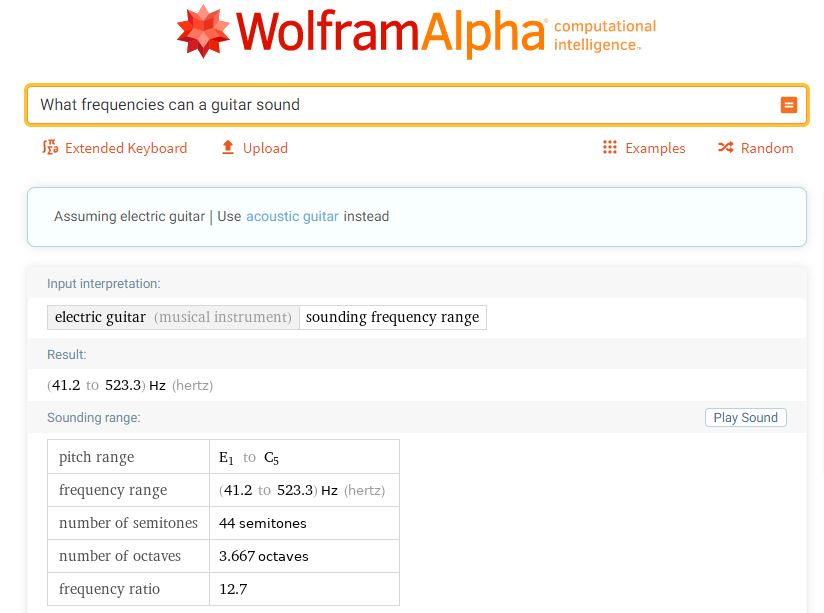 WolframAlpha computational
intelligence™
What frequencies can a guitar sound
Extended Keyboard Upload Examples Random
Assuming electric guitar | Use acoustic guitar instead
Input interpretation:
electric guitar (musical instrument) sounding frequency range
Result:
(41.2 to 523.3) Hz (hertz)
Sounding range: Play Sound
pitch range E₁ to C₅
frequency range (41.2 to 523.3) Hz (hertz)
number of semitones 44 semitones
number of octaves 3.667 octaves
frequency ratio 12.7